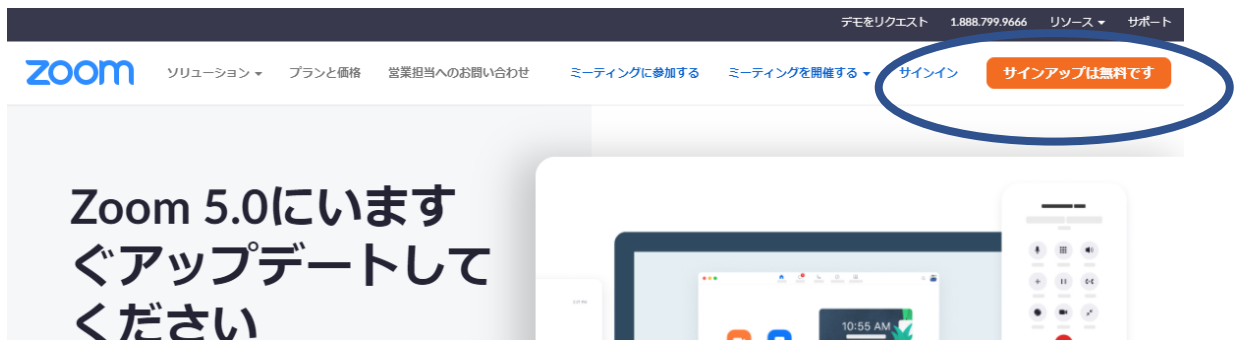 デモをリクエスト 1.888.799.9666 リソース サポート
zoom ソリューション プランと価格 営業担当へのお問い合わせ ミーティングに参加する ミーティングを開催する サインイン サインアップは無料です
Zoom 5.0にいます
ぐアップデートして
ください
10:55 AM